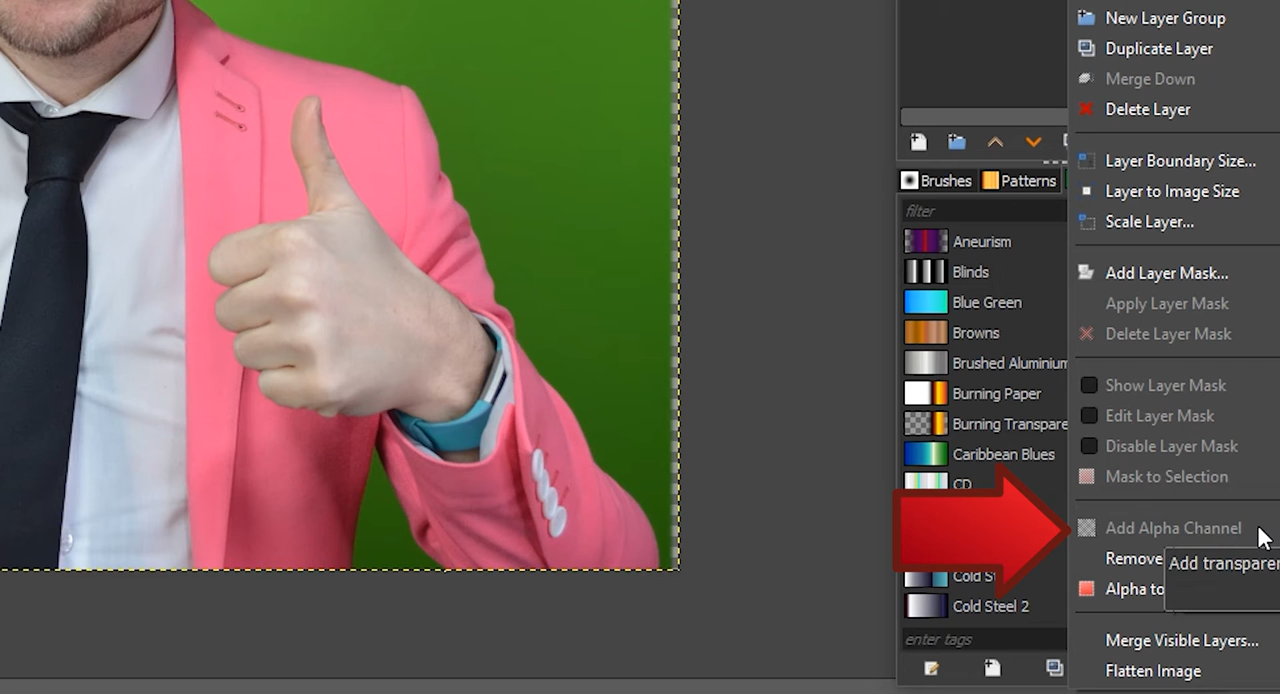 New Layer Group
Duplicate Layer
Merge Down
Delete Layer
Layer Boundary Size...
Layer to Image Size
Scale Layer...
Add Layer Mask...
Apply Layer Mask
Delete Layer Mask
Show Layer Mask
Edit Layer Mask
Disable Layer Mask
Mask to Selection
Add Alpha Channel
Remove
Add transparen
Alpha to
Merge Visible Layers...
Flatten Image
Brushes
Patterns
filter
Aneurism
Blinds
Blue Green
Browns
Brushed Aluminium
Burning Paper
Burning Transpare
Caribbean Blues
CD
Cold St
Cold Steel 2
enter tags